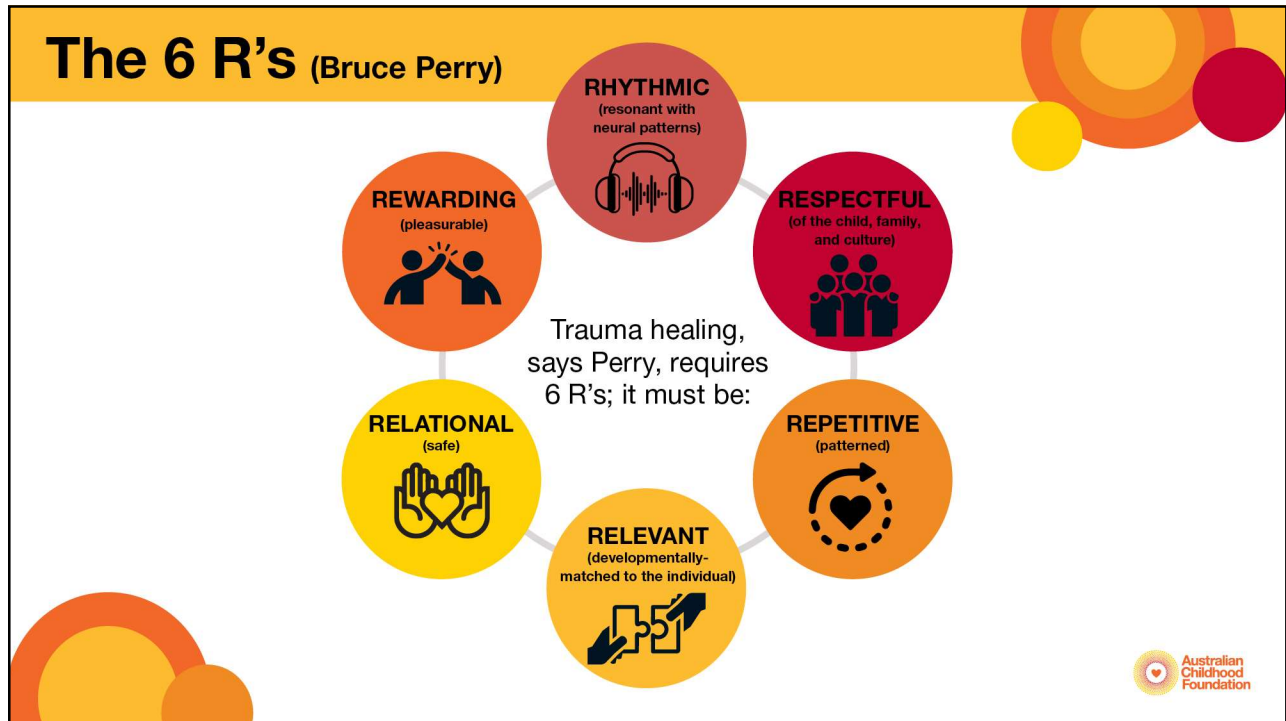 The 6 R’s (Bruce Perry)
RHYTHMIC
(resonant with
neural patterns)
RESPECTFUL
(of the child, family,
and culture)
REPETITIVE
(patterned)
RELEVANT
(developmentally-
matched to the individual)
RELATIONAL
(safe)
REWARDING
(pleasurable)
Trauma healing,
says Perry, requires
6 R’s; it must be:
Australian
Childhood
Foundation